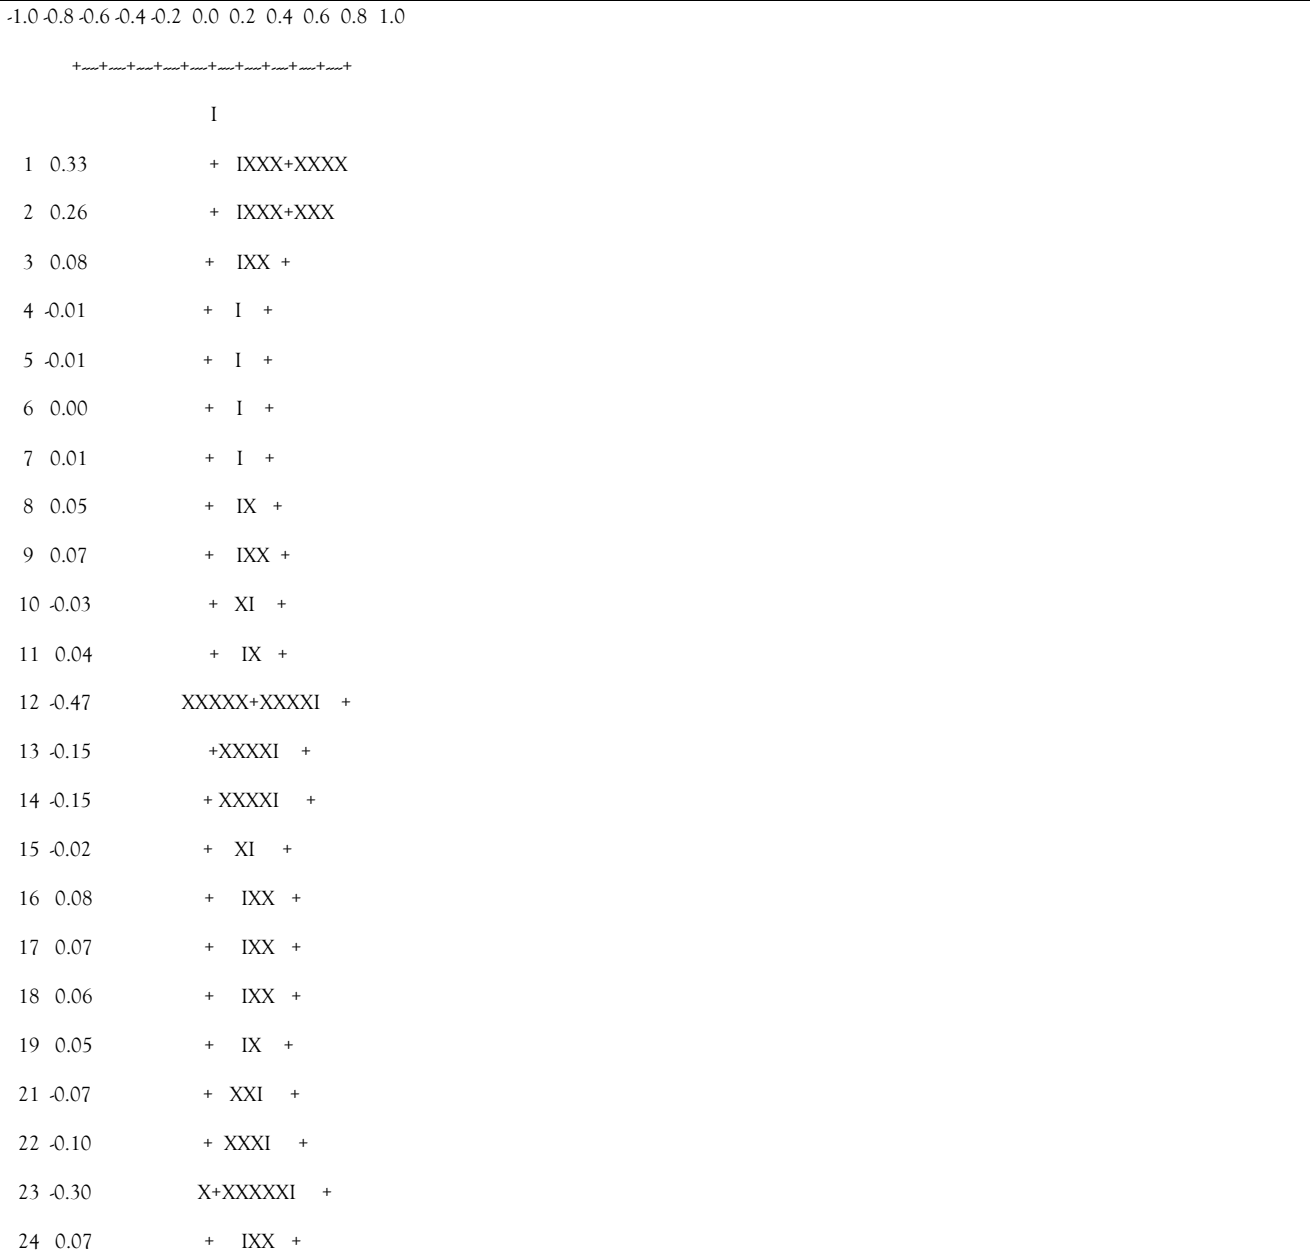 -1.0 -0.8 -0.6 -0.4 -0.2 0.0 0.2 0.4 0.6 0.8 1.0
+----+----+----+----+----+----+----+----+----+----+
I
1 0.33 + IXXX+XXXX
2 0.26 + IXXX+XXX
3 0.08 + IXX +
4 -0.01 + I +
5 -0.01 + I +
6 0.00 + I +
7 0.01 + I +
8 0.05 + IX +
9 0.07 + IXX +
10 -0.03 + XI +
11 0.04 + IX +
12 -0.47 XXXXX+XXXXI +
13 -0.15 +XXXXI +
14 -0.15 + XXXXI +
15 -0.02 + XI +
16 0.08 + IXX +
17 0.07 + IXX +
18 0.06 + IXX +
19 0.05 + IX +
21 -0.07 + XXI +
22 -0.10 + XXXI +
23 -0.30 X+XXXXXI +
24 0.07 + IXX +